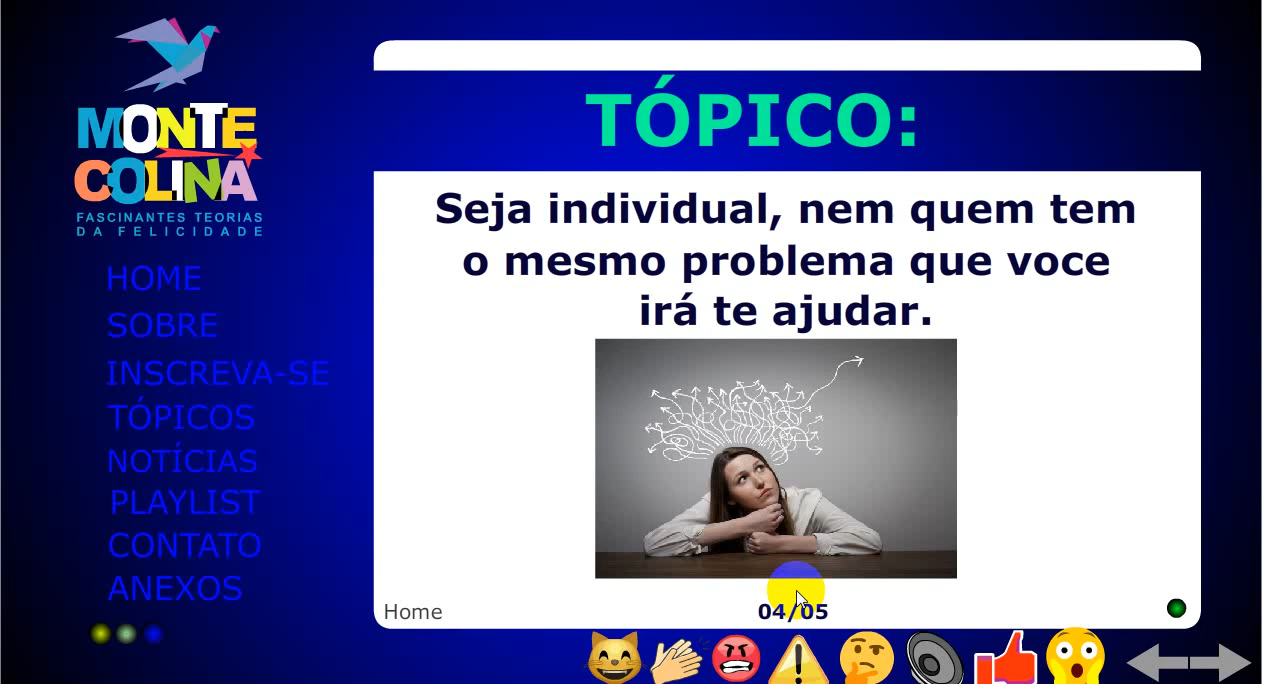 MONTE
COLINA
FASCINANTES TEORIAS
DA FELICIDADE
HOME
SOBRE
INSCREVA-SE
TÓPICOS
NOTÍCIAS
PLAYLIST
CONTATO
ANEXOS
TÓPICO:
Seja individual, nem quem tem
o mesmo problema que voce
irá te ajudar.
Home
04/05